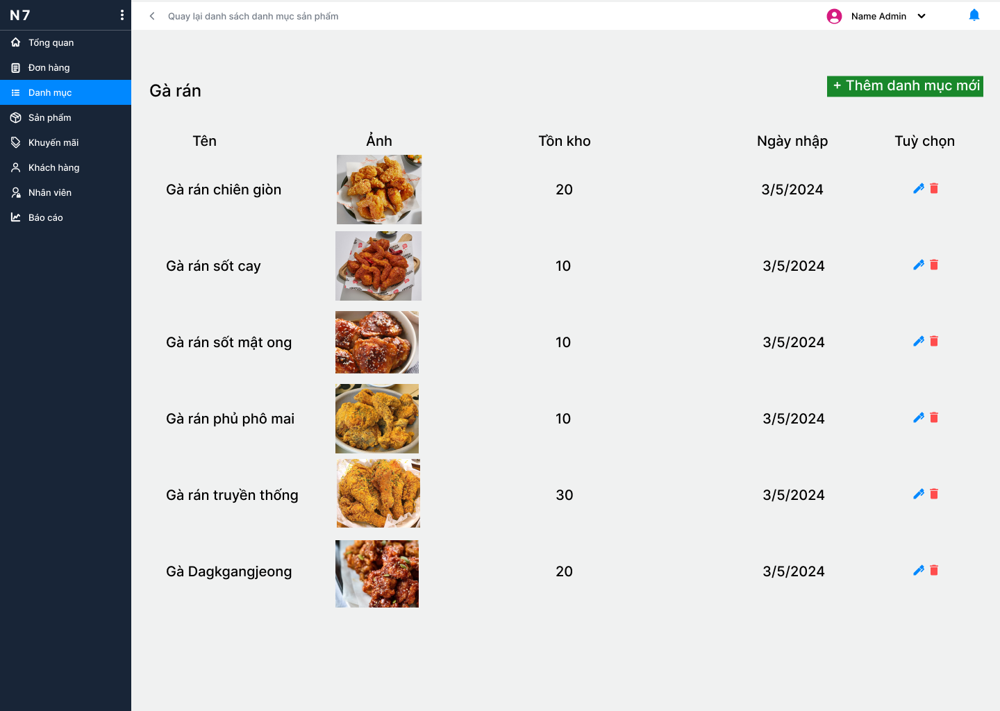 N7
Quay lại danh sách danh mục sản phẩm
Name Admin
Tổng quan
Đơn hàng
Danh mục
Sản phẩm
Khuyến mãi
Khách hàng
Nhân viên
Báo cáo
Gà rán
+ Thêm danh mục mới
Tên Ảnh Tồn kho Ngày nhập Tuỳ chọn
Gà rán chiên giòn 20 3/5/2024
Gà rán sốt cay 10 3/5/2024
Gà rán sốt mật ong 10 3/5/2024
Gà rán phủ phô mai 10 3/5/2024
Gà rán truyền thống 30 3/5/2024
Gà Dagkgangjeong 20 3/5/2024